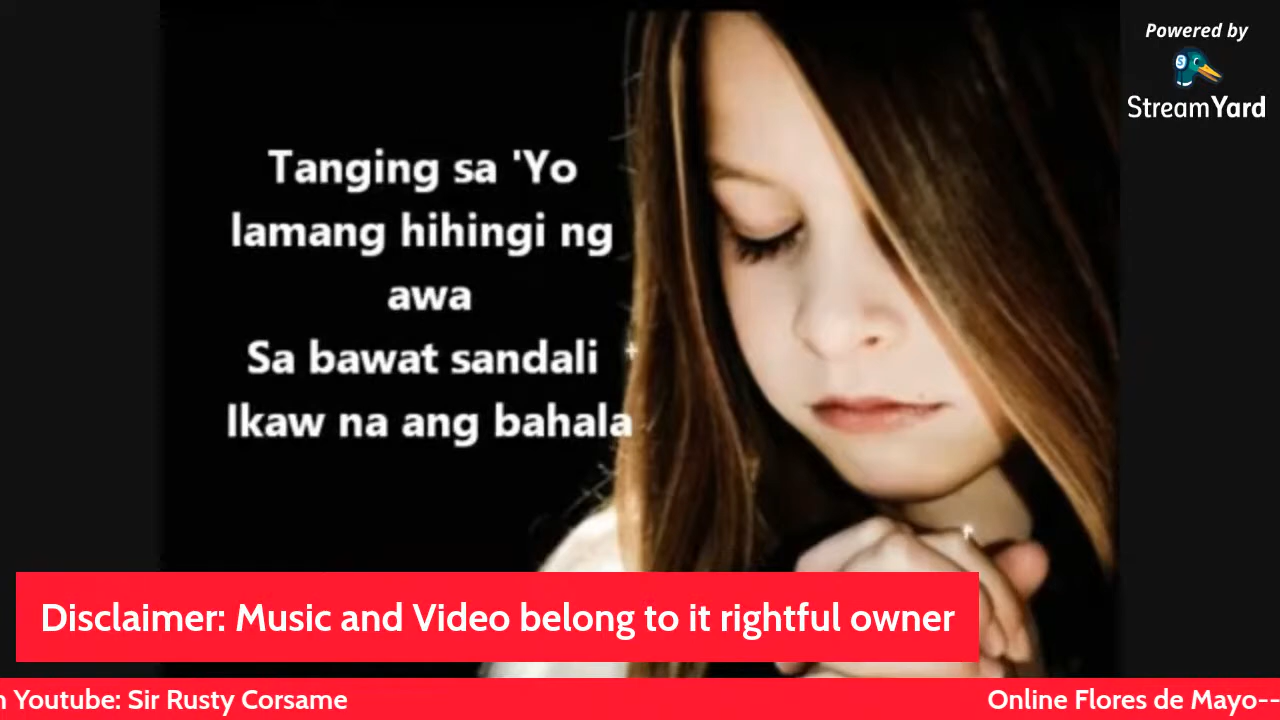 Powered by
StreamYard
Tanging sa 'Yo
lamang hihingi ng
awa
Sa bawat sandali
Ikaw na ang bahala
Disclaimer: Music and Video belong to it rightful owner
Youtube: Sir Rusty Corsame
Online Flores de Mayo--